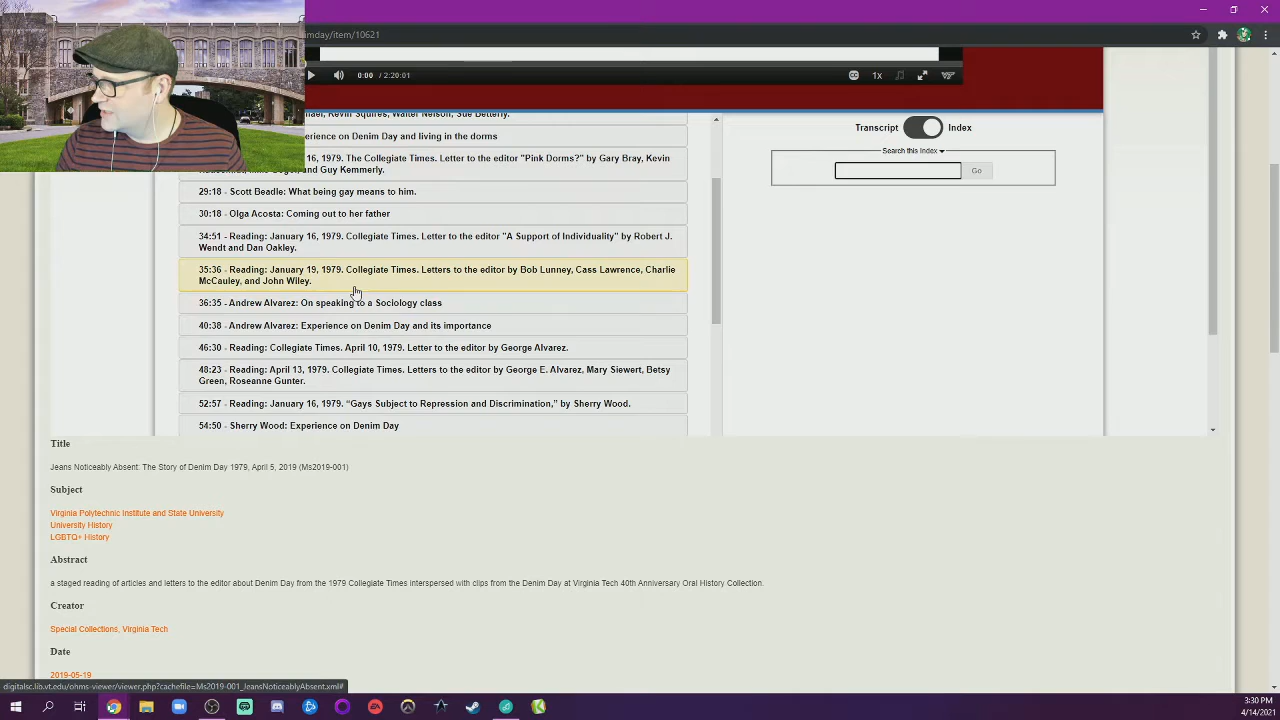 mday/item/10621
0:00 / 2:20:01
CC
1x
ael, Kevin Squires, Walter Nelson, Sue Betterly.
erience on Denim Day and living in the dorms
16, 1979. The Collegiate Times. Letter to the editor "Pink Dorms?" by Gary Bray, Kevin
and Guy Kemmerly.
29:18 - Scott Beadle: What being gay means to him.
30:18 - Olga Acosta: Coming out to her father
34:51 - Reading: January 16, 1979. Collegiate Times. Letter to the editor "A Support of Individuality" by Robert J.
Wendt and Dan Oakley.
35:36 - Reading: January 19, 1979. Collegiate Times. Letters to the editor by Bob Lunney, Cass Lawrence, Charlie
McCauley, and John Wiley.
36:35 - Andrew Alvarez: On speaking to a Sociology class
40:38 - Andrew Alvarez: Experience on Denim Day and its importance
46:30 - Reading: Collegiate Times. April 10, 1979. Letter to the editor by George Alvarez.
48:23 - Reading: April 13, 1979. Collegiate Times. Letters to the editor by George E. Alvarez, Mary Siewert, Betsy
Green, Roseanne Gunter.
52:57 - Reading: January 16, 1979. “Gays Subject to Repression and Discrimination,” by Sherry Wood.
54:50 - Sherry Wood: Experience on Denim Day
Transcript Index
Search this Index
Go
Title
Jeans Noticeably Absent: The Story of Denim Day 1979, April 5, 2019 (Ms2019-001)
Subject
Virginia Polytechnic Institute and State University
University History
LGBTQ+ History
Abstract
a staged reading of articles and letters to the editor about Denim Day from the 1979 Collegiate Times interspersed with clips from the Denim Day at Virginia Tech 40th Anniversary Oral History Collection.
Creator
Special Collections, Virginia Tech
Date
2019-05-19
digitalsc.lib.vt.edu/ohms-viewer/viewer.php?cachefile=Ms2019-001_JeansNoticeablyAbsent.xml#
3:30 PM
4/14/2021